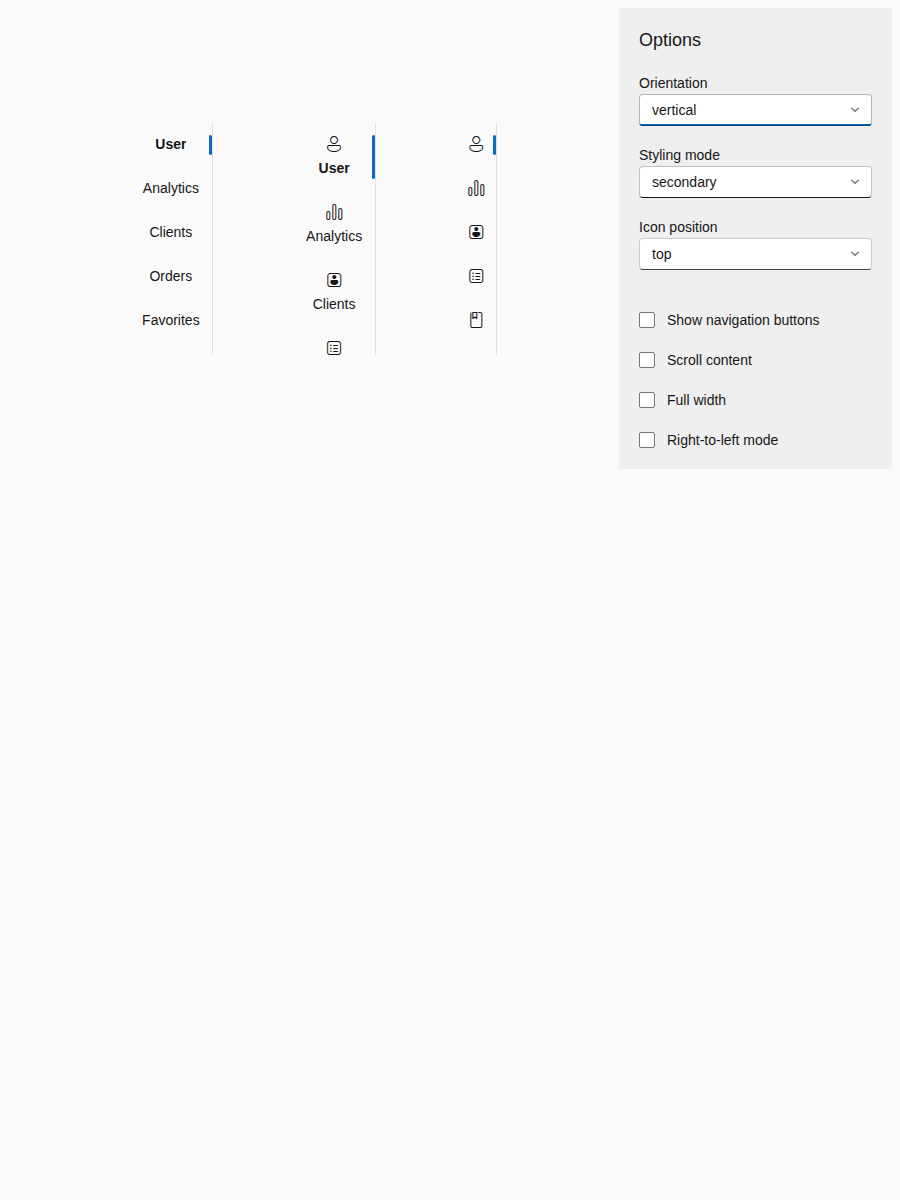 User
Analytics
Clients
Orders
Favorites
User
Analytics
Clients
Options
Orientation
vertical
Styling mode
secondary
Icon position
top
Show navigation buttons
Scroll content
Full width
Right-to-left mode